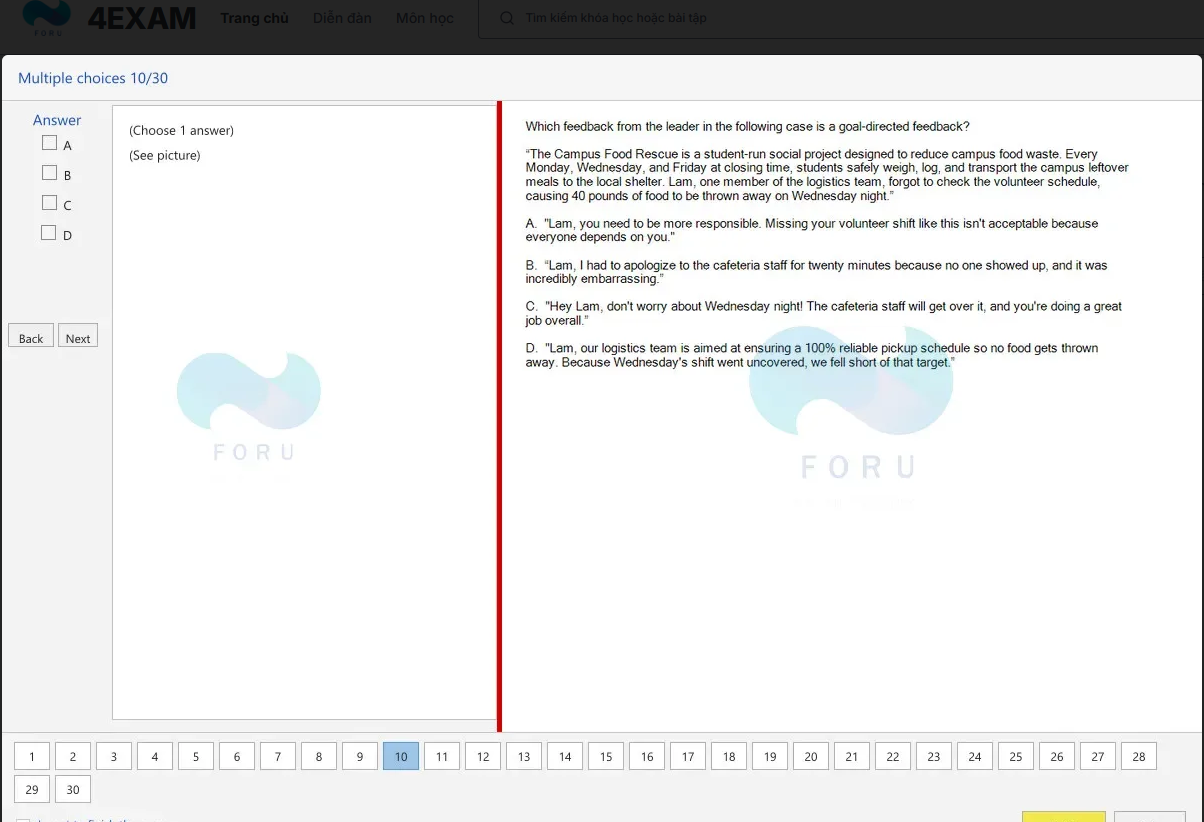 FORU
4EXAM
Trang chủ
Diễn đàn
Môn học
Tìm kiếm khóa học hoặc bài tập
Multiple choices 10/30
Answer
A
B
C
D
Back
Next
(Choose 1 answer)
(See picture)
FORU
Which feedback from the leader in the following case is a goal-directed feedback?
“The Campus Food Rescue is a student-run social project designed to reduce campus food waste. Every
Monday, Wednesday, and Friday at closing time, students safely weigh, log, and transport the campus leftover
meals to the local shelter. Lam, one member of the logistics team, forgot to check the volunteer schedule,
causing 40 pounds of food to be thrown away on Wednesday night.”
A. "Lam, you need to be more responsible. Missing your volunteer shift like this isn't acceptable because
everyone depends on you."
B. “Lam, I had to apologize to the cafeteria staff for twenty minutes because no one showed up, and it was
incredibly embarrassing.”
C. "Hey Lam, don't worry about Wednesday night! The cafeteria staff will get over it, and you're doing a great
job overall.”
D. "Lam, our logistics team is aimed at ensuring a 100% reliable pickup schedule so no food gets thrown
away. Because Wednesday's shift went uncovered, we fell short of that target.”
FORU
1 2 3 4 5 6 7 8 9 10 11 12 13 14 15 16 17 18 19 20 21 22 23 24 25 26 27 28
29 30